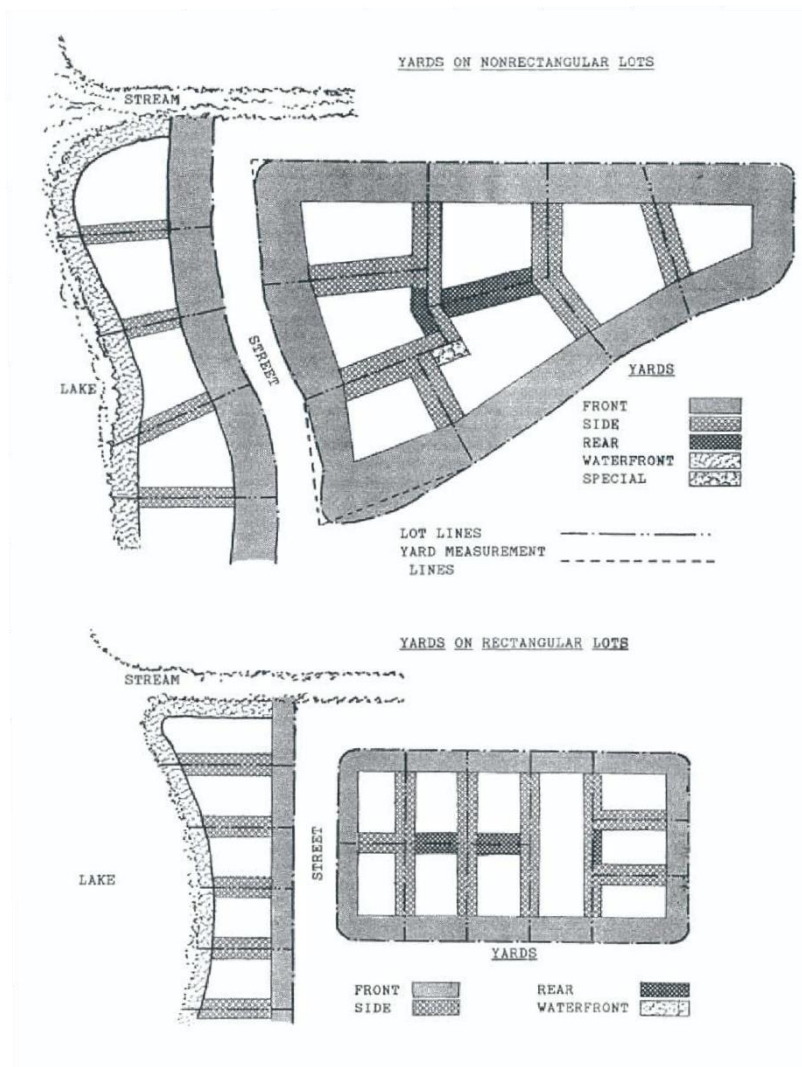 YARDS ON NONRECTANGULAR LOTS
STREAM
STREET
LAKE
YARDS
FRONT
SIDE
REAR
WATERFRONT
SPECIAL
LOT LINES
YARD MEASUREMENT
LINES
YARDS ON RECTANGULAR LOTS
STREAM
STREET
LAKE
YARDS
FRONT
SIDE
REAR
WATERFRONT